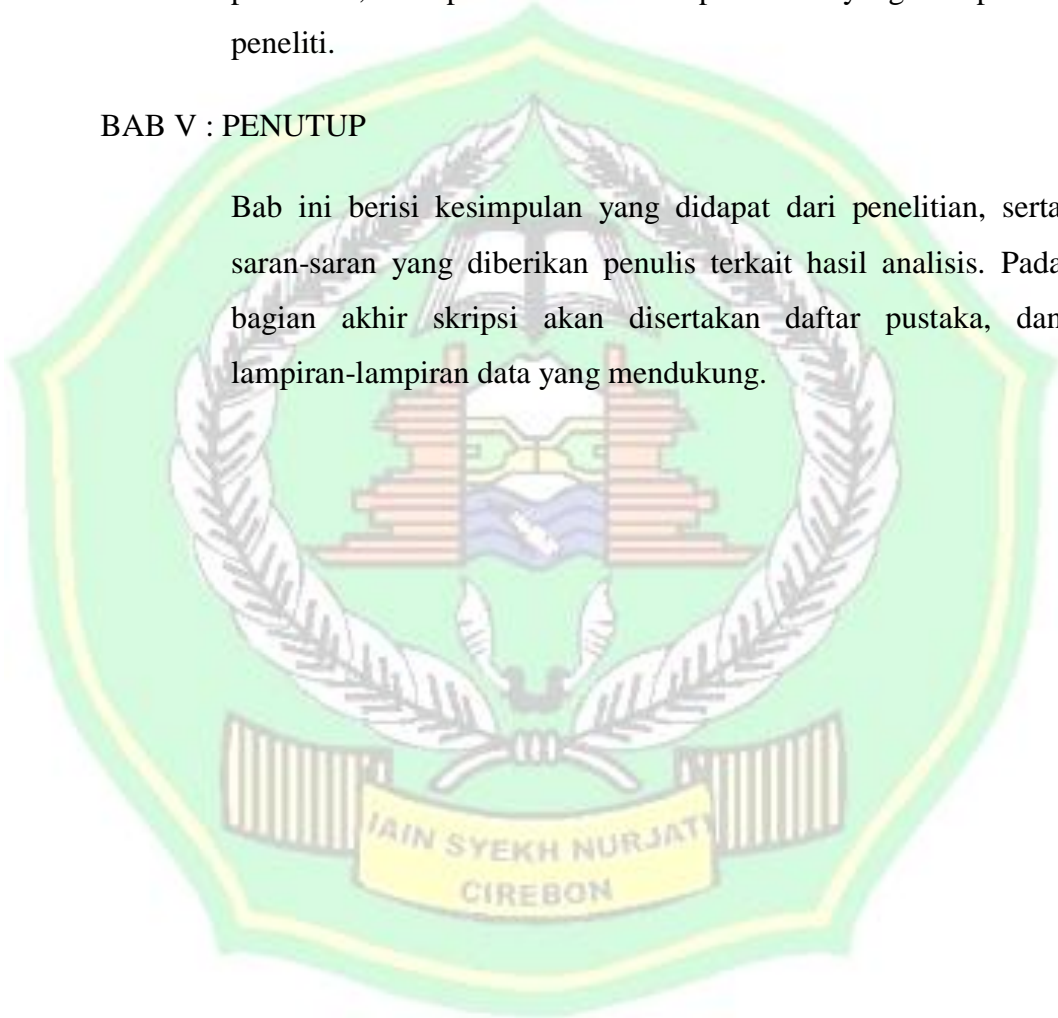 peneliti.
BAB V : PENUTUP
Bab ini berisi kesimpulan yang didapat dari penelitian, serta
saran-saran yang diberikan penulis terkait hasil analisis. Pada
bagian akhir skripsi akan disertakan daftar pustaka, dan
lampiran-lampiran data yang mendukung.
IAIN SYEKH NURJATI
CIREBON